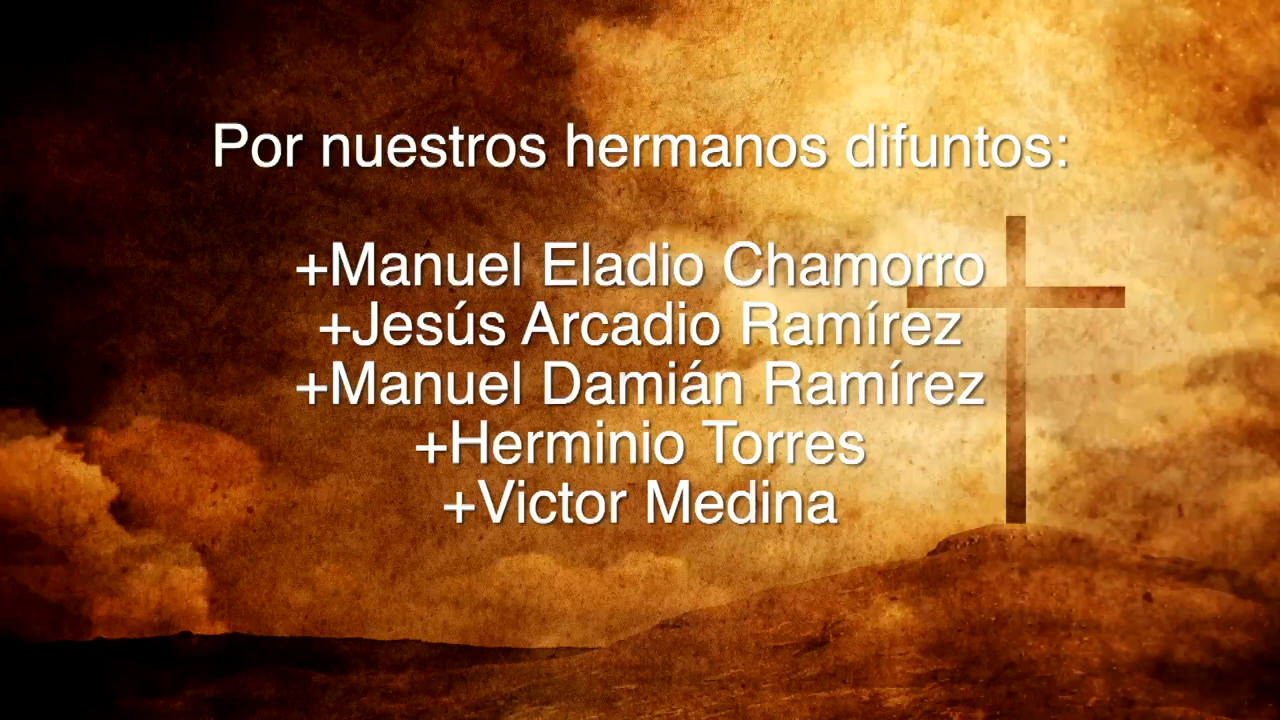 Por nuestros hermanos difuntos:
+Manuel Eladio Chamorro
+Jesús Arcadio Ramírez
+Manuel Damián Ramírez
+Herminio Torres
+Victor Medina